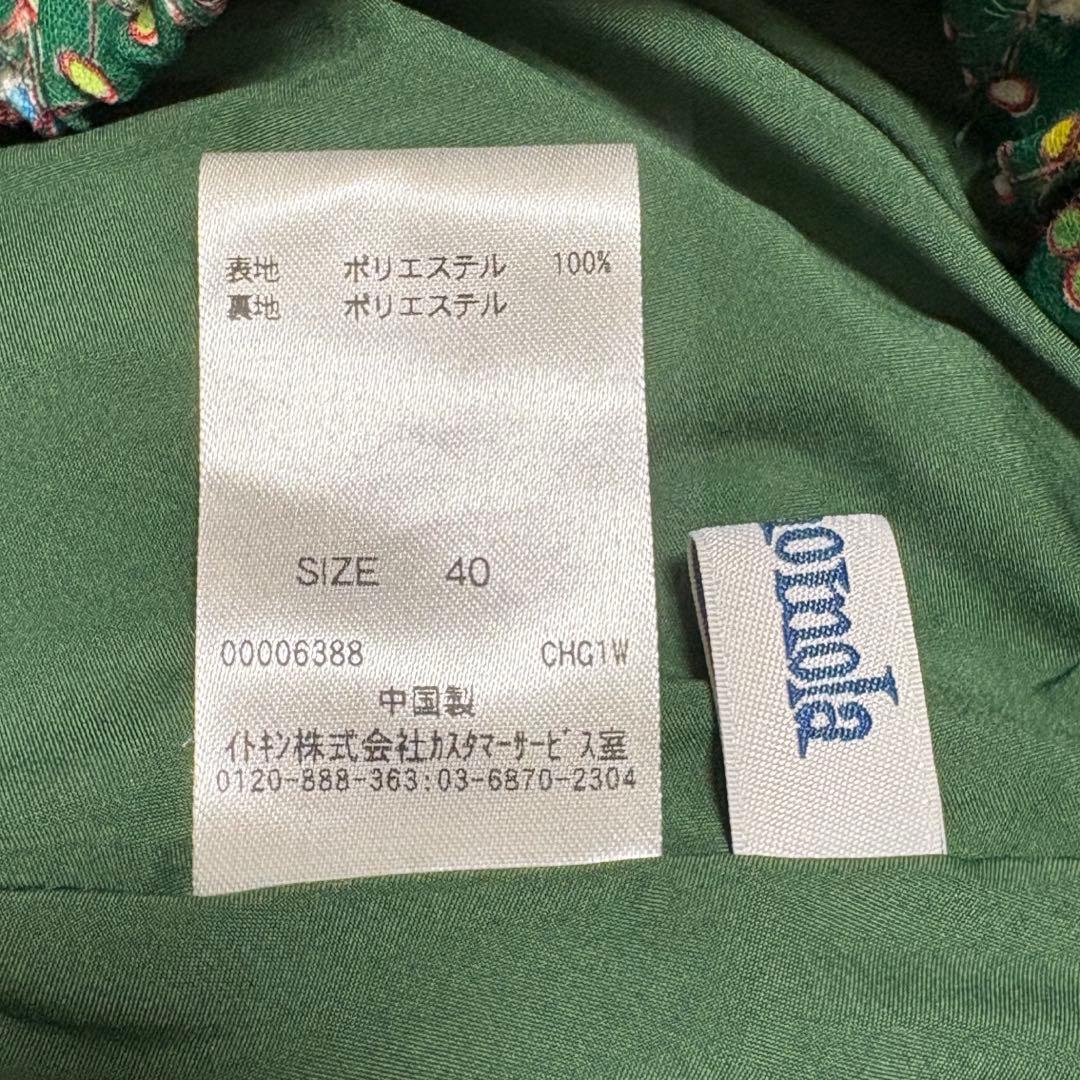 表地 ポリエステル 100%
裏地 ポリエステル
SIZE 40
00006388 CHG1W
中国製
イトキン株式会社カスタマーサービス室
0120-888-363:03-6870-2304